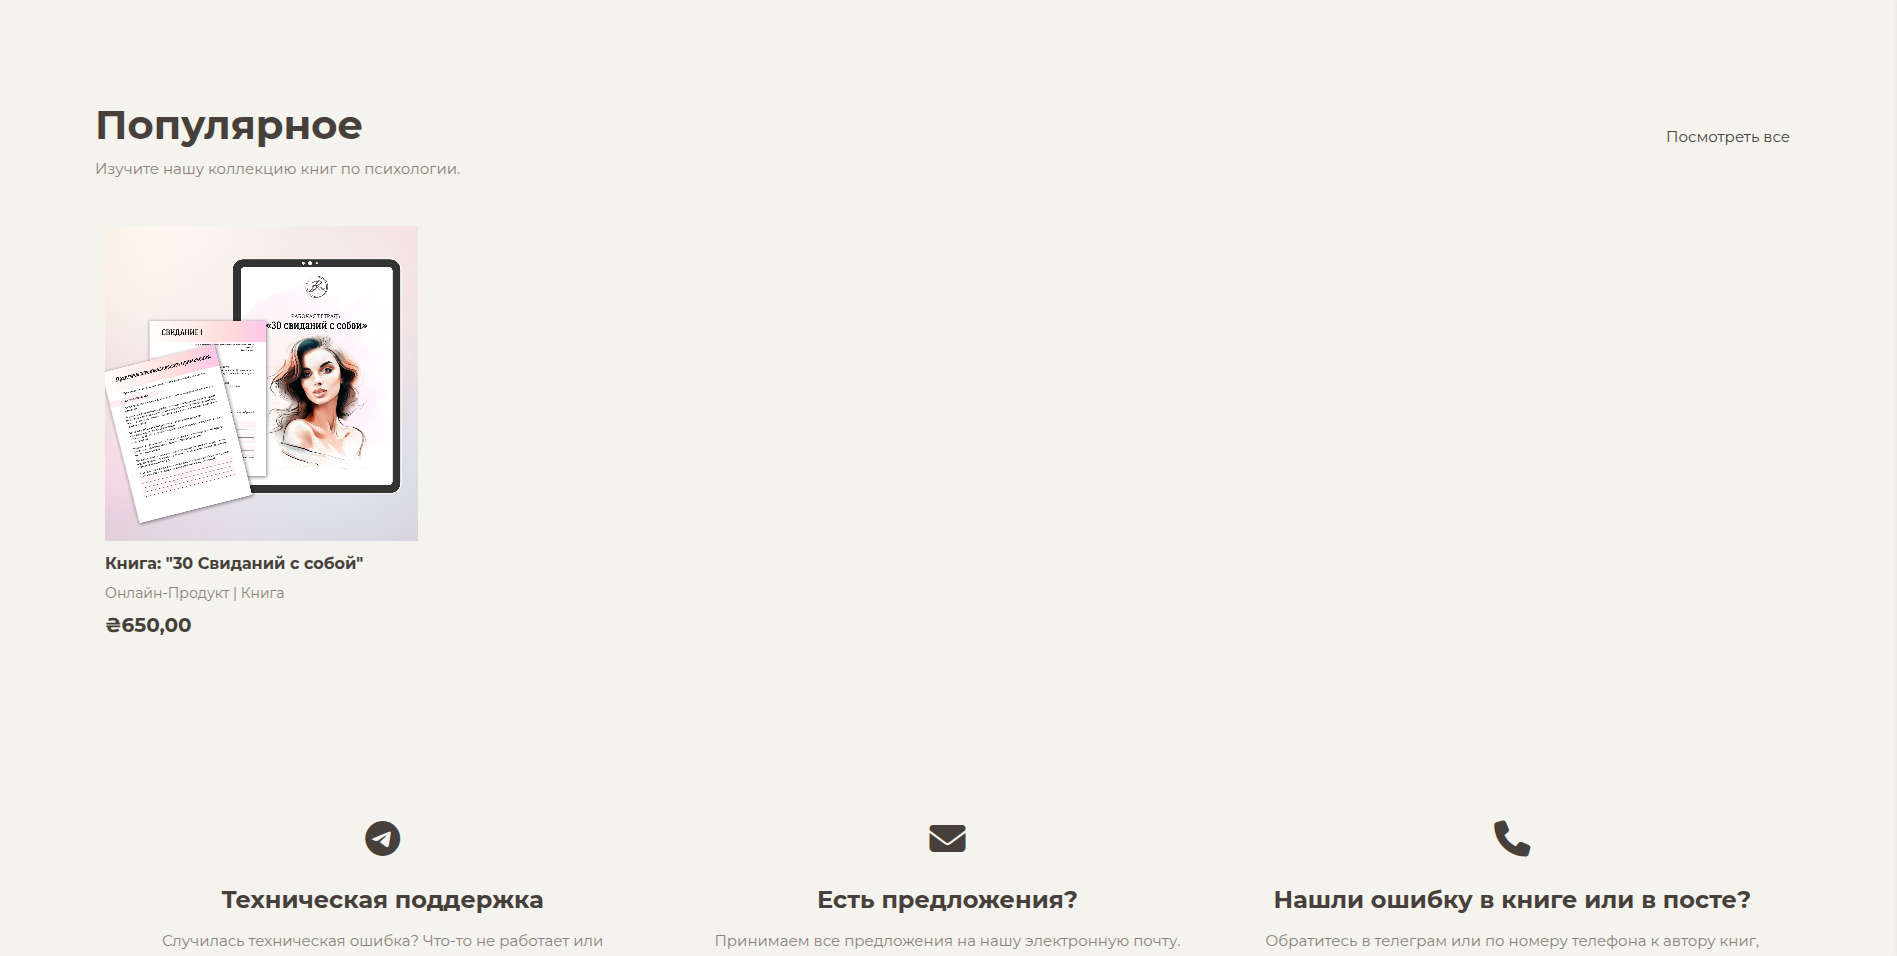 Популярное
Посмотреть все
Изучите нашу коллекцию книг по психологии.
РАБОЧАЯ ТЕТРАДЬ
«30 свиданий с собой»
СВИДАНИЕ 1
Книга: "30 Свиданий с собой"
Онлайн-Продукт | Книга
₴650,00
Техническая поддержка
Есть предложения?
Нашли ошибку в книге или в посте?
Случилась техническая ошибка? Что-то не работает или
Принимаем все предложения на нашу электронную почту.
Обратитесь в телеграм или по номеру телефона к автору книг,